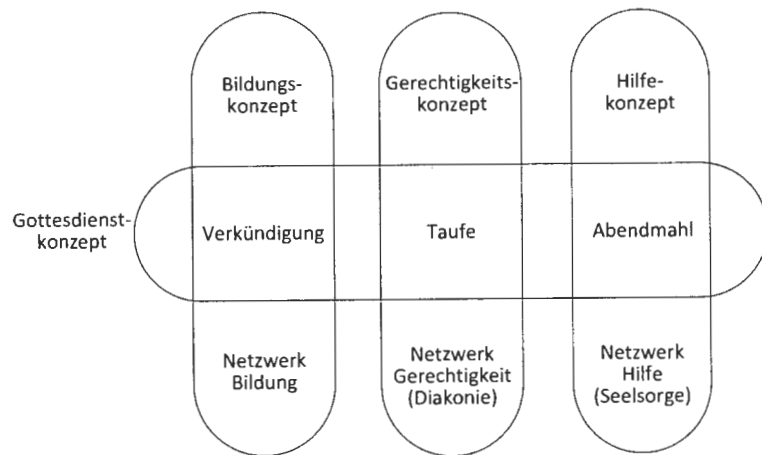 Bildungs-
konzept
Gerechtigkeits-
konzept
Hilfe-
konzept
Gottesdienst-
konzept
Verkündigung
Taufe
Abendmahl
Netzwerk
Bildung
Netzwerk
Gerechtigkeit
(Diakonie)
Netzwerk
Hilfe
(Seelsorge)